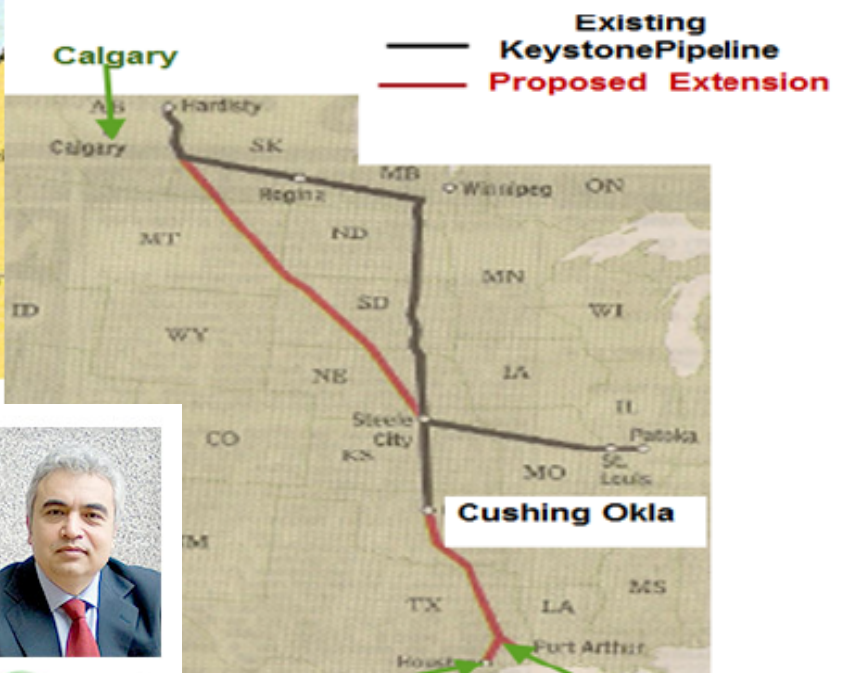 Existing
KeystonePipeline
Proposed Extension
Calgary
AB
Hardisty
Calgary
SK
MB
Regina
Winnipeg
ON
MT
ND
MN
ID
SD
WI
WY
NE
IA
IL
Steele
City
Patoka
CO
KS
St.
Louis
MO
Cushing Okla
MS
TX
LA
Port Arthur